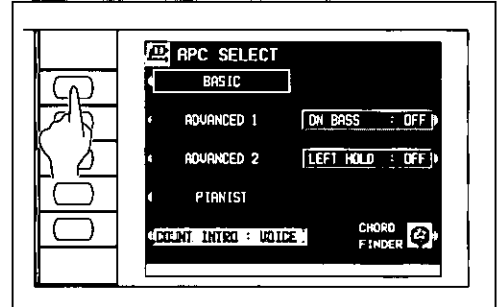 APC SELECT
BASIC
ADVANCED 1
ON BASS : OFF
ADVANCED 2
LEFT HOLD : OFF
PIANIST
COUNT INTRO : VOICE
CHORD
FINDER